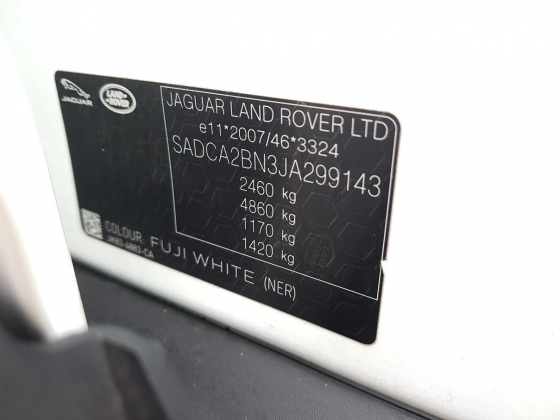 JAGUAR
LAND ROVER
JAGUAR LAND ROVER LTD
e11*2007/46*3324
SADCA2BN3JA299143
2460 kg
4860 kg
1170 kg
1420 kg
COLOUR FUJI WHITE (NER)